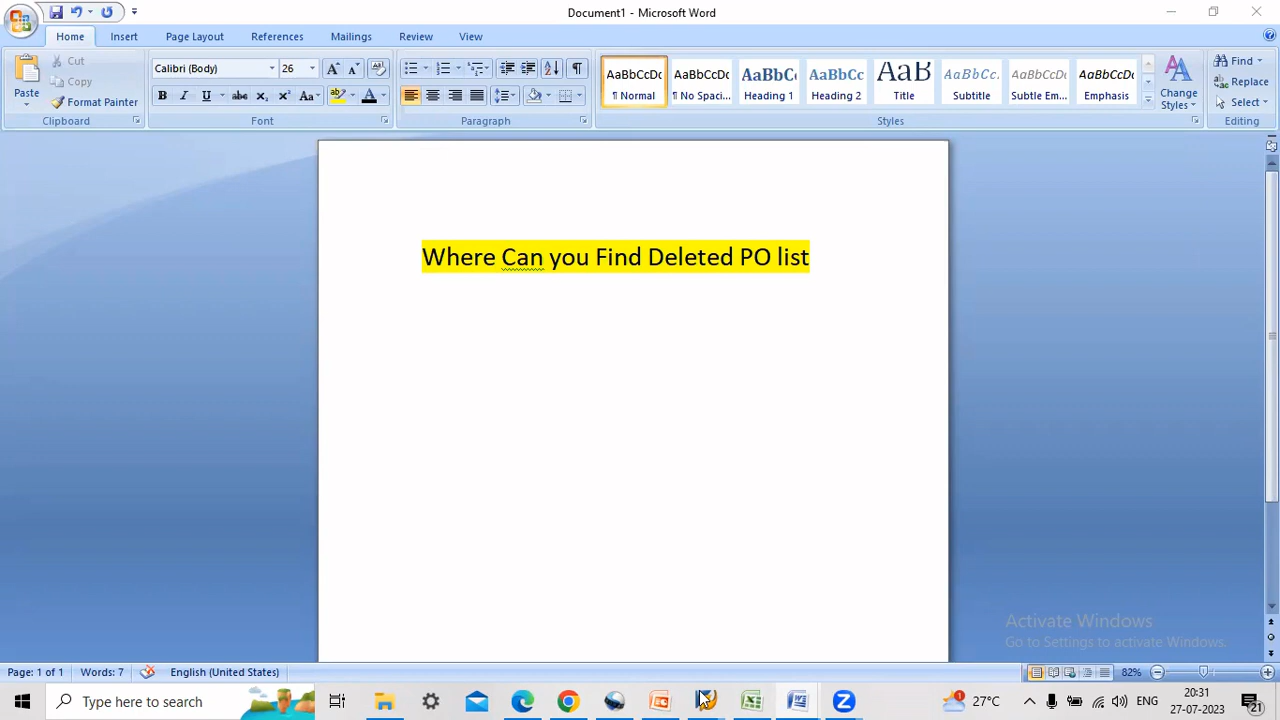 Document1 - Microsoft Word
Home Insert Page Layout References Mailings Review View
Paste
Cut
Copy
Format Painter
Clipboard
Calibri (Body) 26
Font
Paragraph
AaBbCcDc AaBbCcDc AaBbC AaBbCc AaB AaBbCc. AaBbCcDc AaBbCcDc
¶ Normal ¶ No Spaci... Heading 1 Heading 2 Title Subtitle Subtle Em... Emphasis
Change Styles
Styles
Find
Replace
Select
Editing
Where Can you Find Deleted PO list
Activate Windows
Go to Settings to activate Windows.
Page: 1 of 1 Words: 7 English (United States) 82%
Type here to search
27°C ENG 20:31
27-07-2023
21